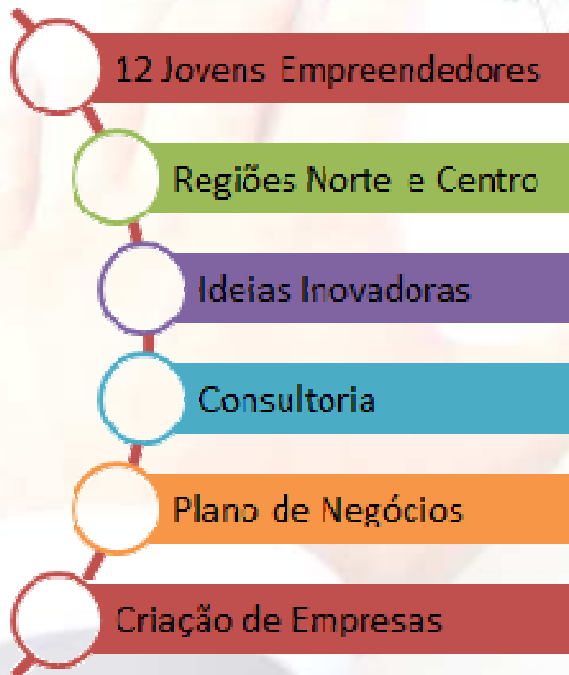 12 Jovens Empreendedores
Regiões Norte e Centro
Ideias Inovadoras
Consultoria
Plano de Negócios
Criação de Empresas